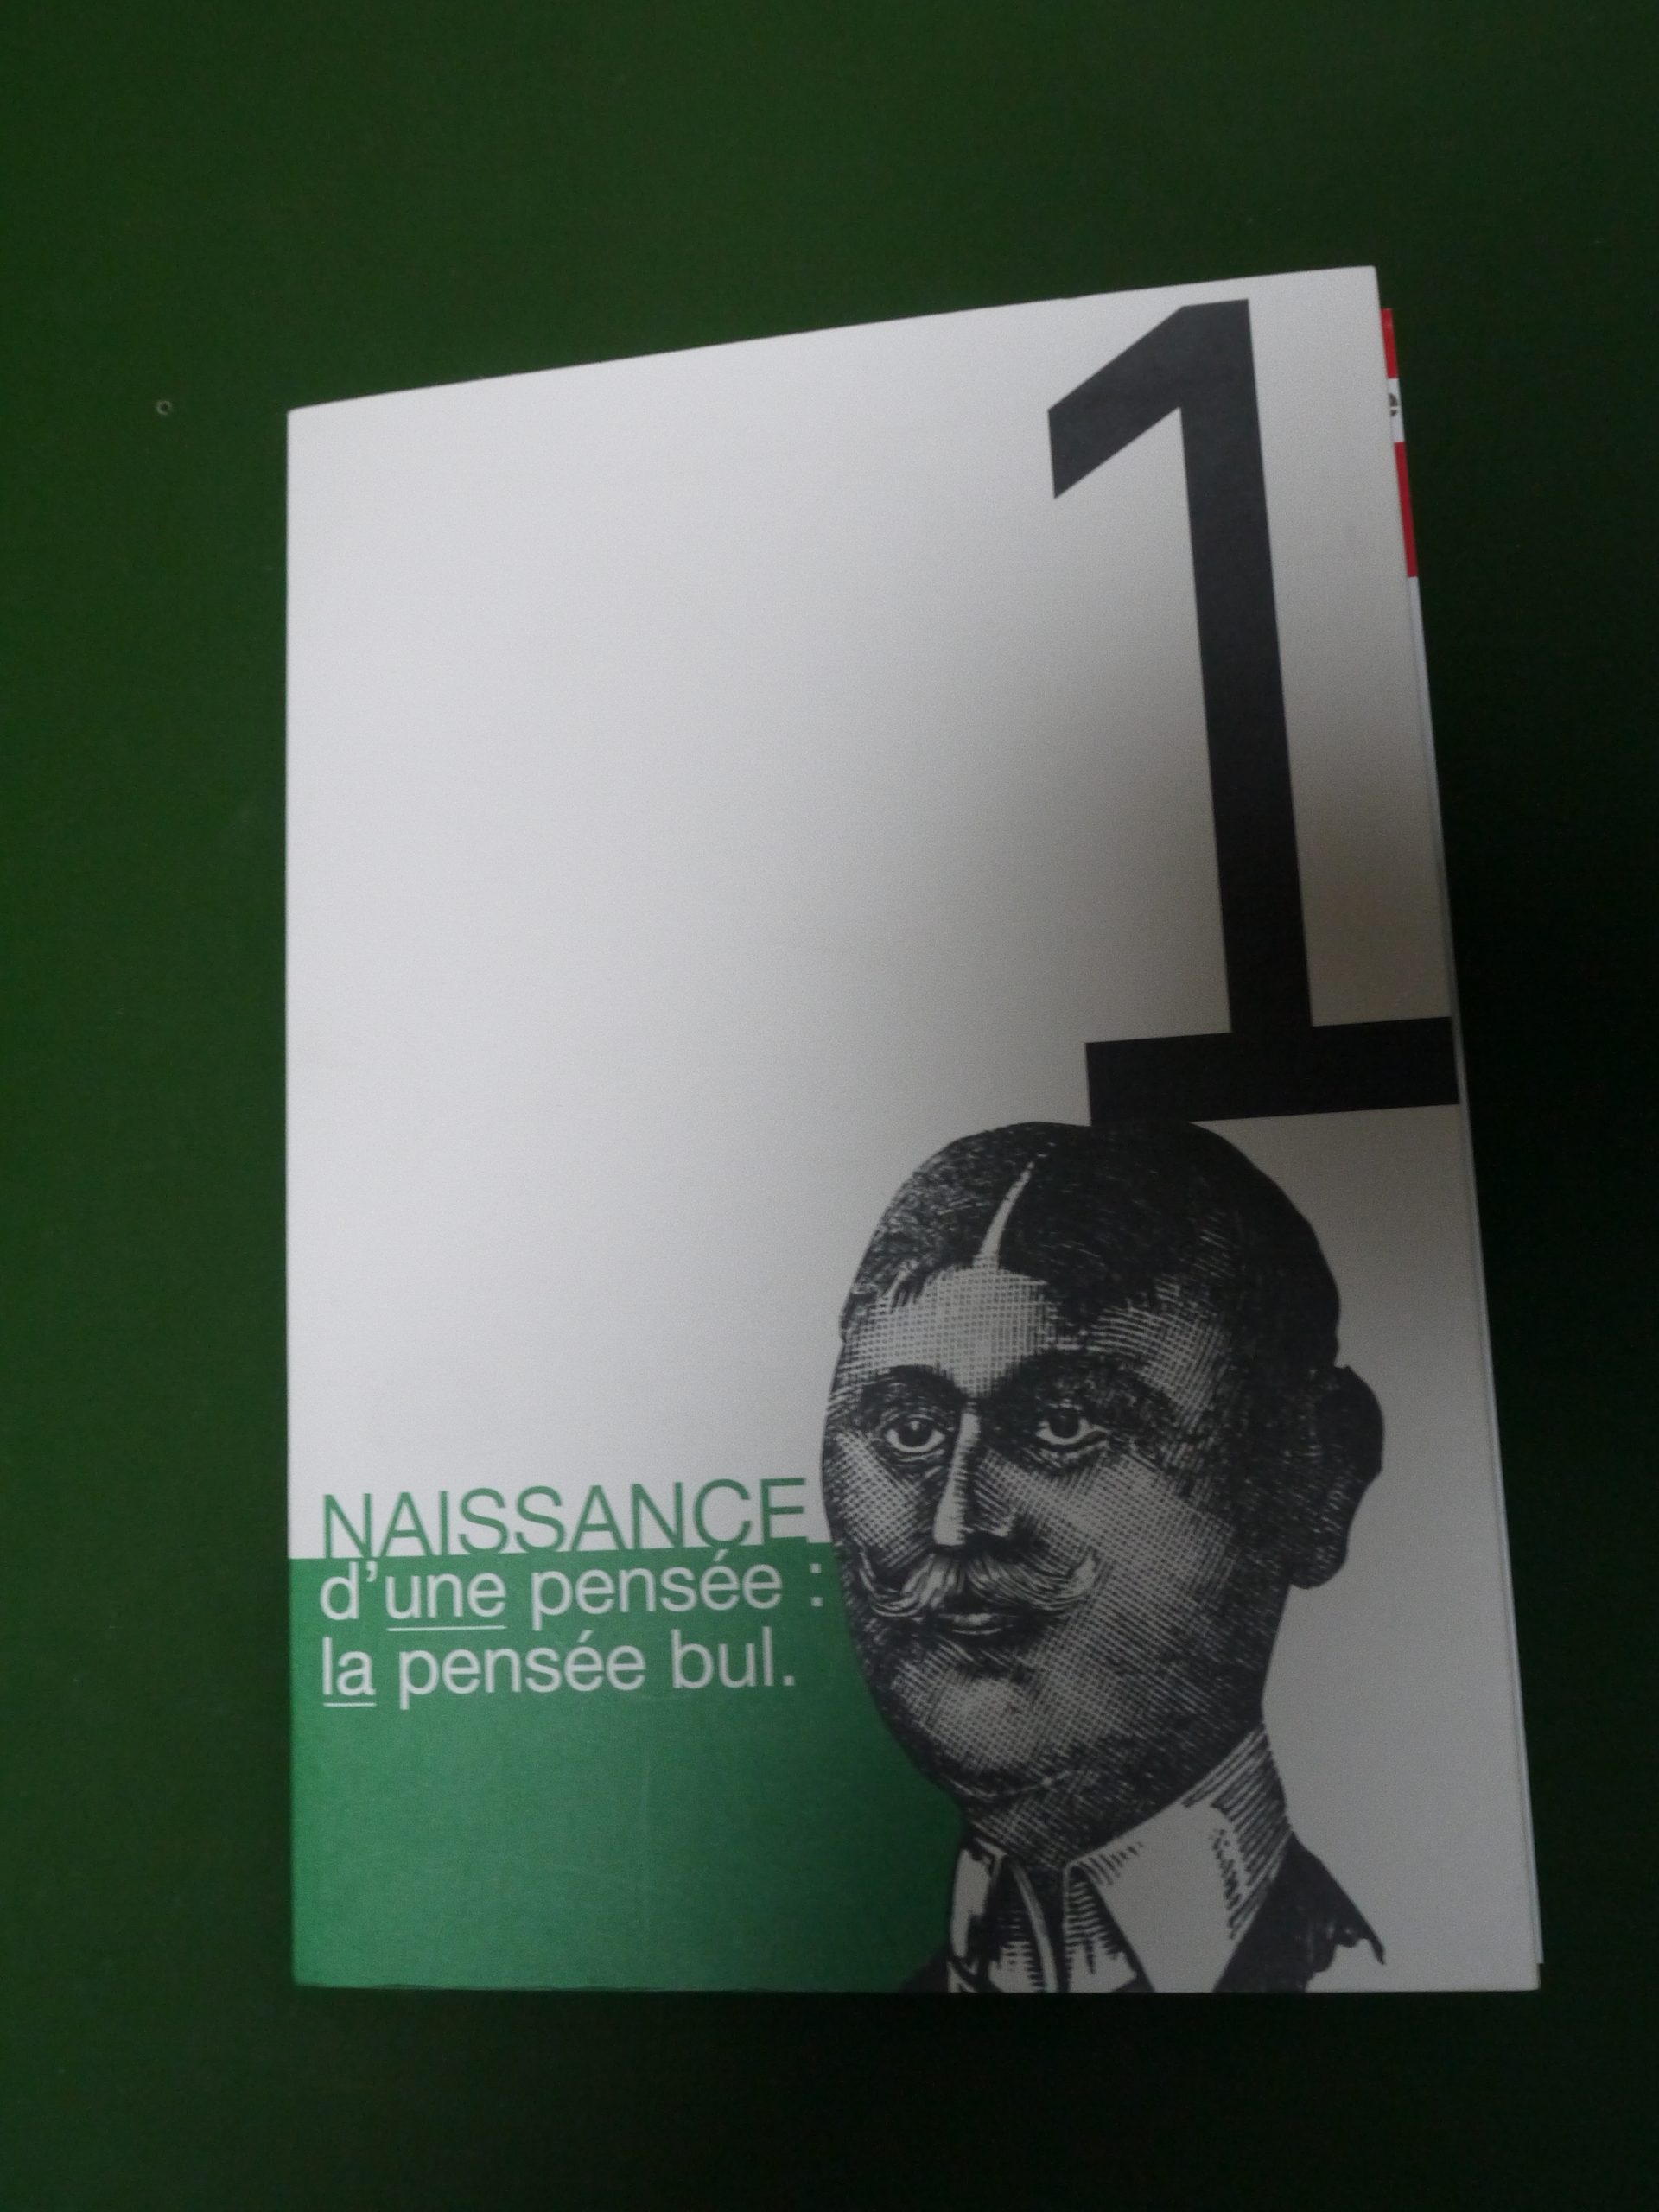 1
e
NAISSANCE
d'une pensée :
la pensée bul.